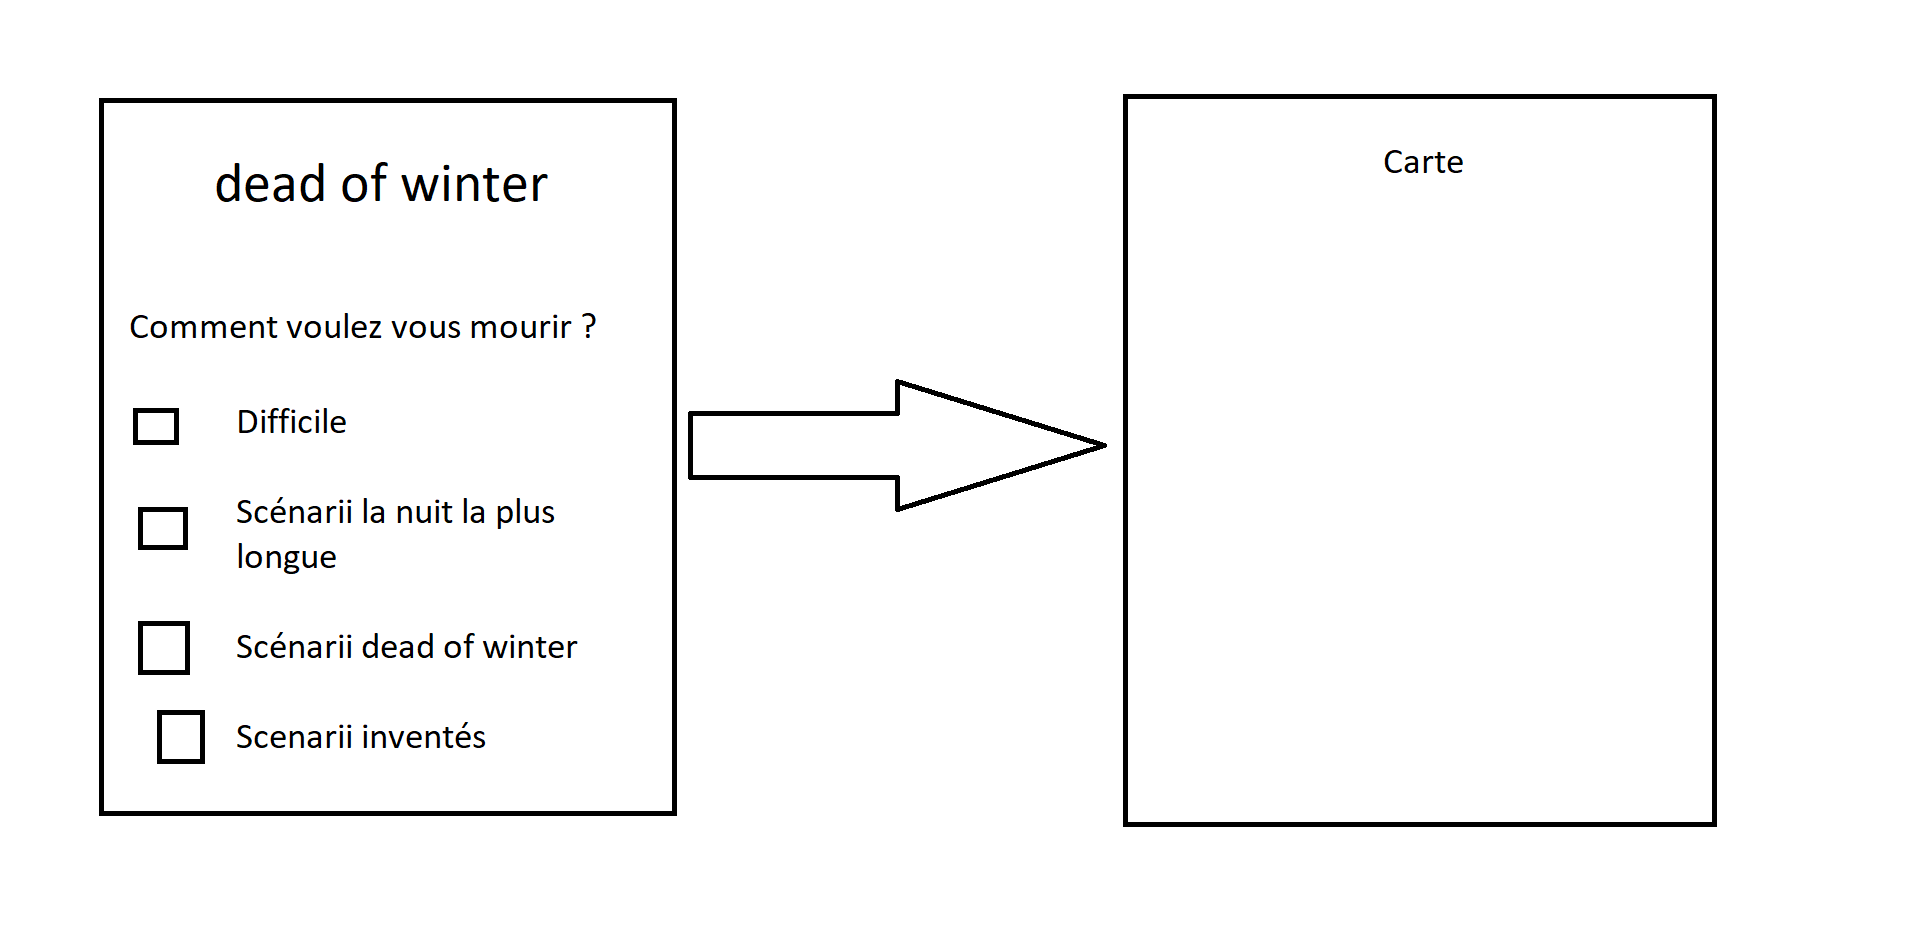 dead of winter
Comment voulez vous mourir ?
Difficile
Scénarii la nuit la plus
longue
Scénarii dead of winter
Scenarii inventés
Carte